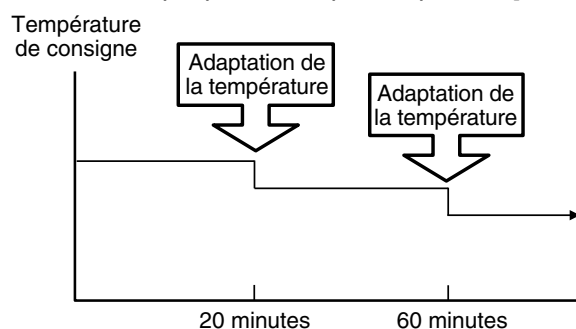 Température
de consigne
Adaptation de
la température
Adaptation de
la température
20 minutes
60 minutes